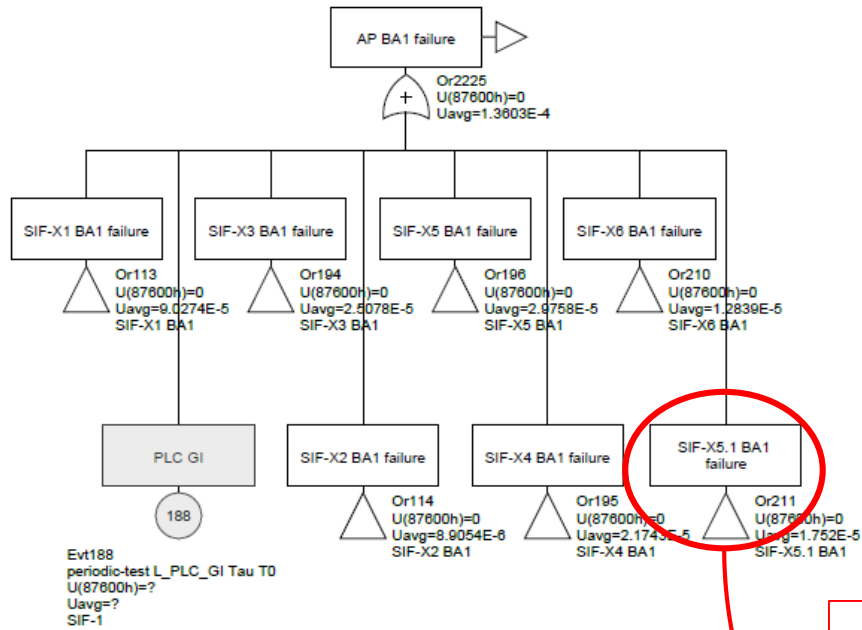 AP BA1 failure
+
Or2225
U(87600h)=0
Uavg=1.3603E-4
SIF-X1 BA1 failure
Or113
U(87600h)=0
Uavg=9.0274E-5
SIF-X1 BA1
SIF-X3 BA1 failure
Or194
U(87600h)=0
Uavg=2.5078E-5
SIF-X3 BA1
SIF-X5 BA1 failure
Or196
U(87600h)=0
Uavg=2.9758E-5
SIF-X5 BA1
SIF-X6 BA1 failure
Or210
U(87600h)=0
Uavg=1.2839E-5
SIF-X6 BA1
PLC GI
188
Evt188
periodic-test L_PLC_GI Tau T0
U(87600h)=?
Uavg=?
SIF-1
SIF-X2 BA1 failure
Or114
U(87600h)=0
Uavg=8.9054E-6
SIF-X2 BA1
SIF-X4 BA1 failure
Or195
U(87600h)=0
Uavg=2.1743E-5
SIF-X4 BA1
SIF-X5.1 BA1
failure
Or211
U(87600h)=0
Uavg=1.752E-5
SIF-X5.1 BA1